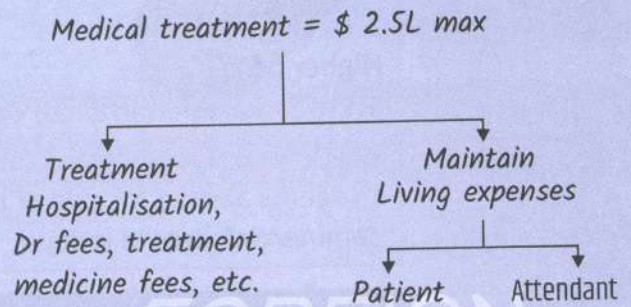 Medical treatment = $ 2.5L max
Treatment
Hospitalisation,
Dr fees, treatment,
medicine fees, etc.
Maintain
Living expenses
Patient
Attendant